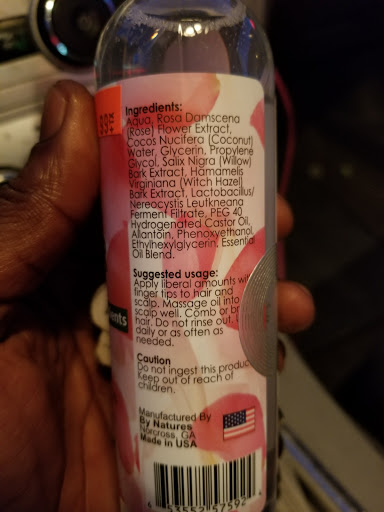 Ingredients:
Aqua, Rosa Damscena
(Rose) Flower Extract,
Cocos Nucifera (Coconut)
Water, Glycerin, Propylene
Glycol, Salix Nigra (Willow)
Bark Extract, Hamamelis
Virginiana (Witch Hazel)
Bark Extract, Lactobacillus/
Nereocystis Leutkneana
Ferment Filtrate, PEG 40
Hydrogenated Castor Oil,
Allantoin, Phenoxyethanol,
Ethylhexylglycerin, Essential
Oil Blend.
Suggested usage:
Apply liberal amounts
finger tips to hair and
scalp. Massage oil into
scalp well. Comb or
hair. Do not rinse out.
daily or as often as
needed.
Caution
Do not ingest this
Keep out of reach of
children.
Manufactured By
By Natures
Norcross, GA
Made in USA